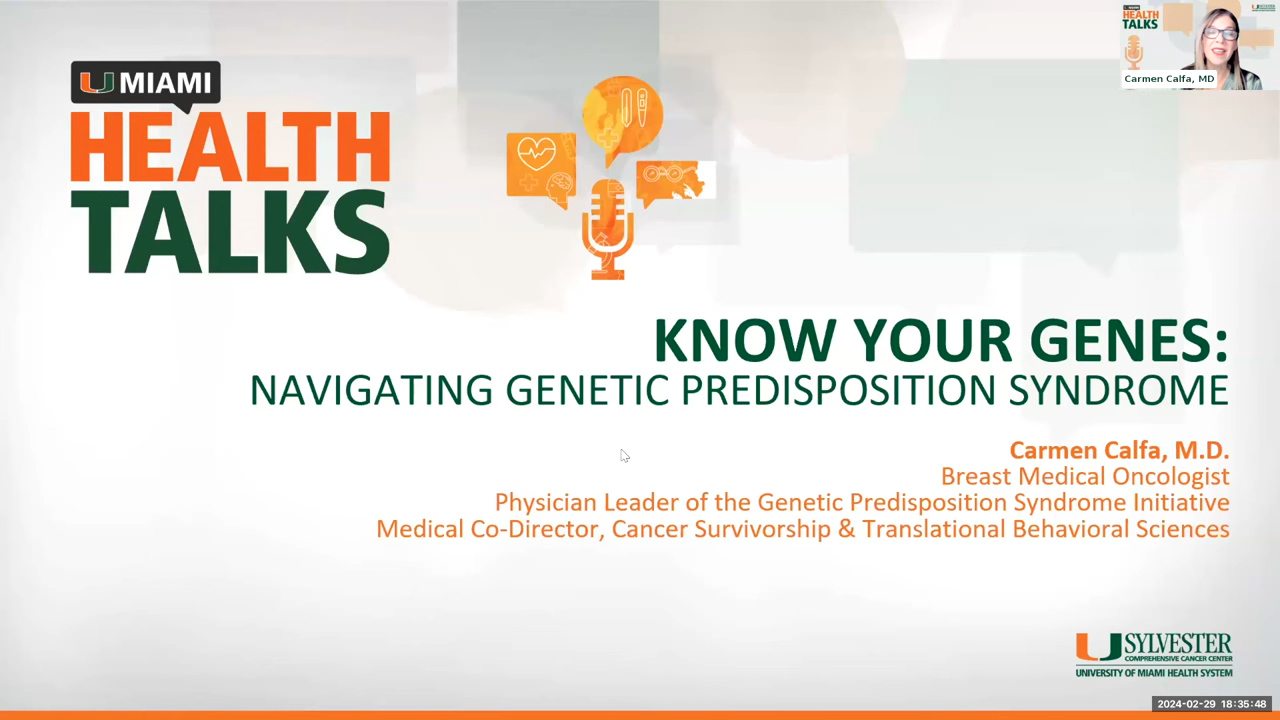 U MIAMI
HEALTH
TALKS
HEALTH
TALKS
Carmen Calfa, MD
KNOW YOUR GENES:
NAVIGATING GENETIC PREDISPOSITION SYNDROME
Carmen Calfa, M.D.
Breast Medical Oncologist
Physician Leader of the Genetic Predisposition Syndrome Initiative
Medical Co-Director, Cancer Survivorship & Translational Behavioral Sciences
SYLVESTER
COMPREHENSIVE CANCER CENTER
UNIVERSITY OF MIAMI HEALTH SYSTEM
2024-02-29 18:35:48